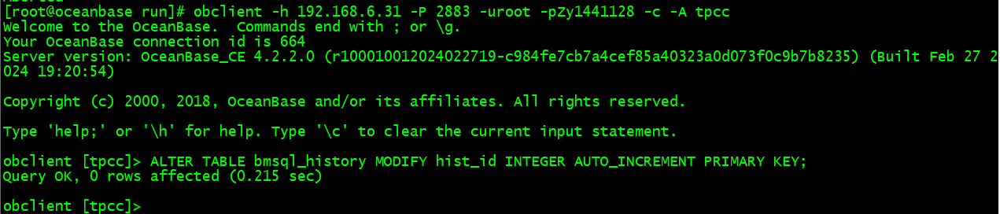 [root@oceanbase run]# obclient -h 192.168.6.31 -P 2883 -uroot -pZy1441128 -c -A tpcc
Welcome to the OceanBase.  Commands end with ; or \g.
Your OceanBase connection id is 664
Server version: OceanBase_CE 4.2.2.0 (r100010012024022719-c984fe7cb7a4cef85a40323a0d073f0c9b7b8235) (Built Feb 27 2
024 19:20:54)
Copyright (c) 2000, 2018, OceanBase and/or its affiliates. All rights reserved.
Type 'help;' or '\h' for help. Type '\c' to clear the current input statement.
obclient [tpcc]> ALTER TABLE bmsql_history MODIFY hist_id INTEGER AUTO_INCREMENT PRIMARY KEY;
Query OK, 0 rows affected (0.215 sec)
obclient [tpcc]>